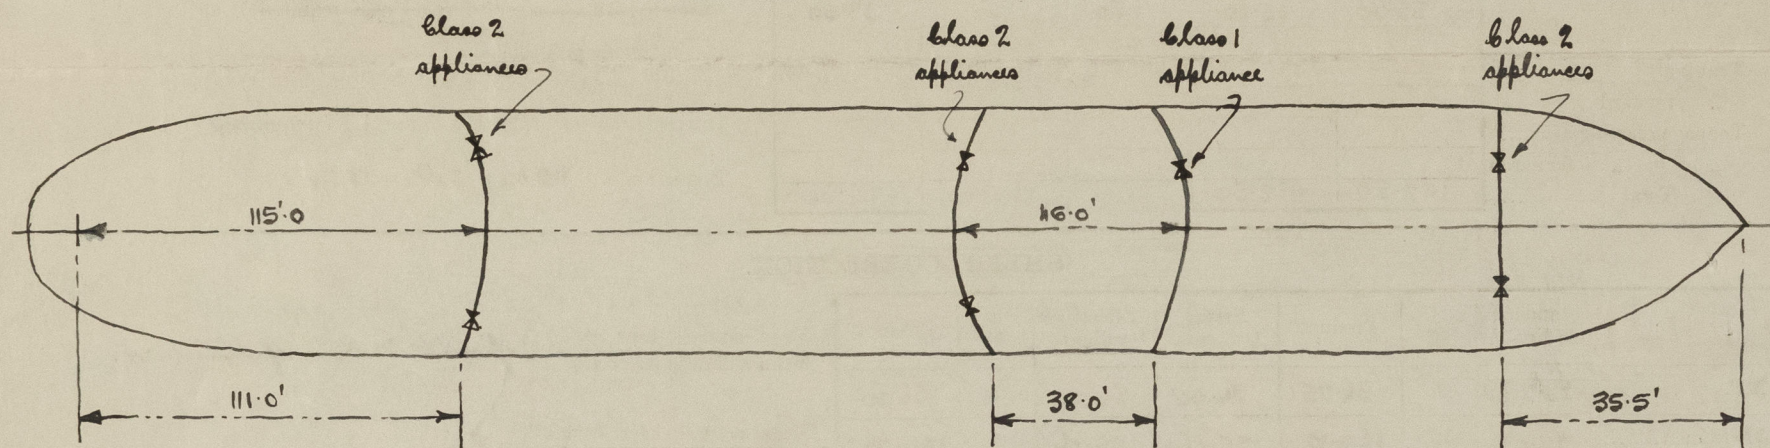 Class 2
appliances
Class 2
appliances
Class 1
appliance
Class 2
appliances
115'·0
46·0'
111·0'
38·0'
35·5'